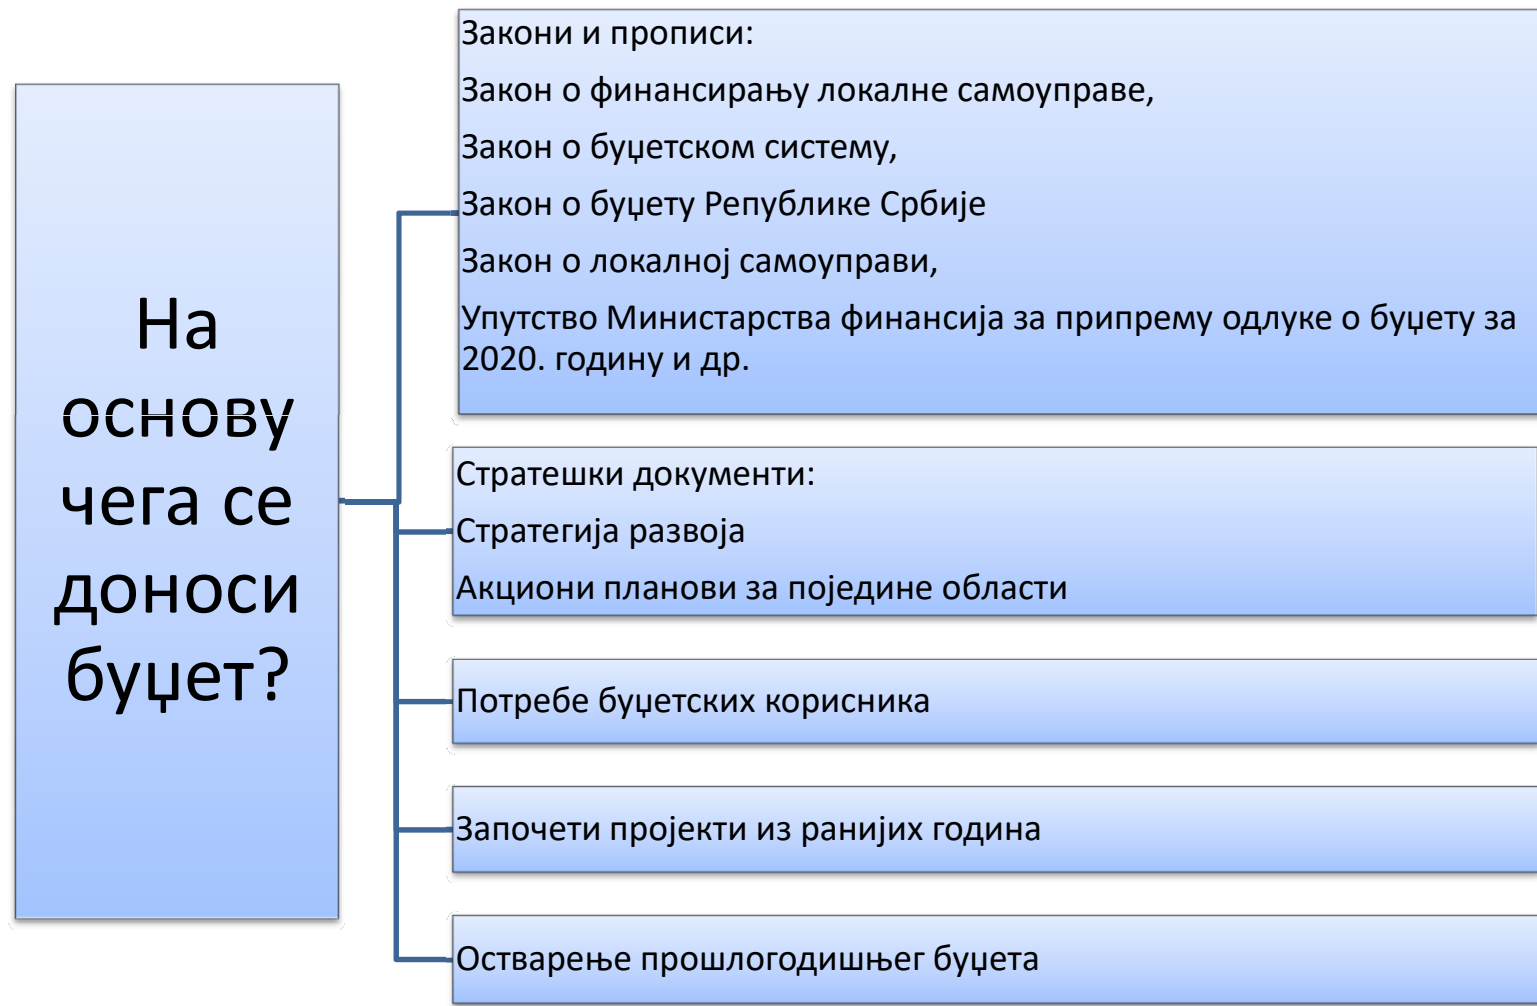 На
основу
чега се
доноси
буџет?
Закони и прописи:
Закон о финансирању локалне самоуправе,
Закон о буџетском систему,
Закон о буџету Републике Србије
Закон о локалној самоуправи,
Упутство Министарства финансија за припрему одлуке о буџету за
2020. годину и др.
Стратешки документи:
Стратегија развоја
Акциони планови за поједине области
Потребе буџетских корисника
Започети пројекти из ранијих година
Остварење прошлогодишњег буџета